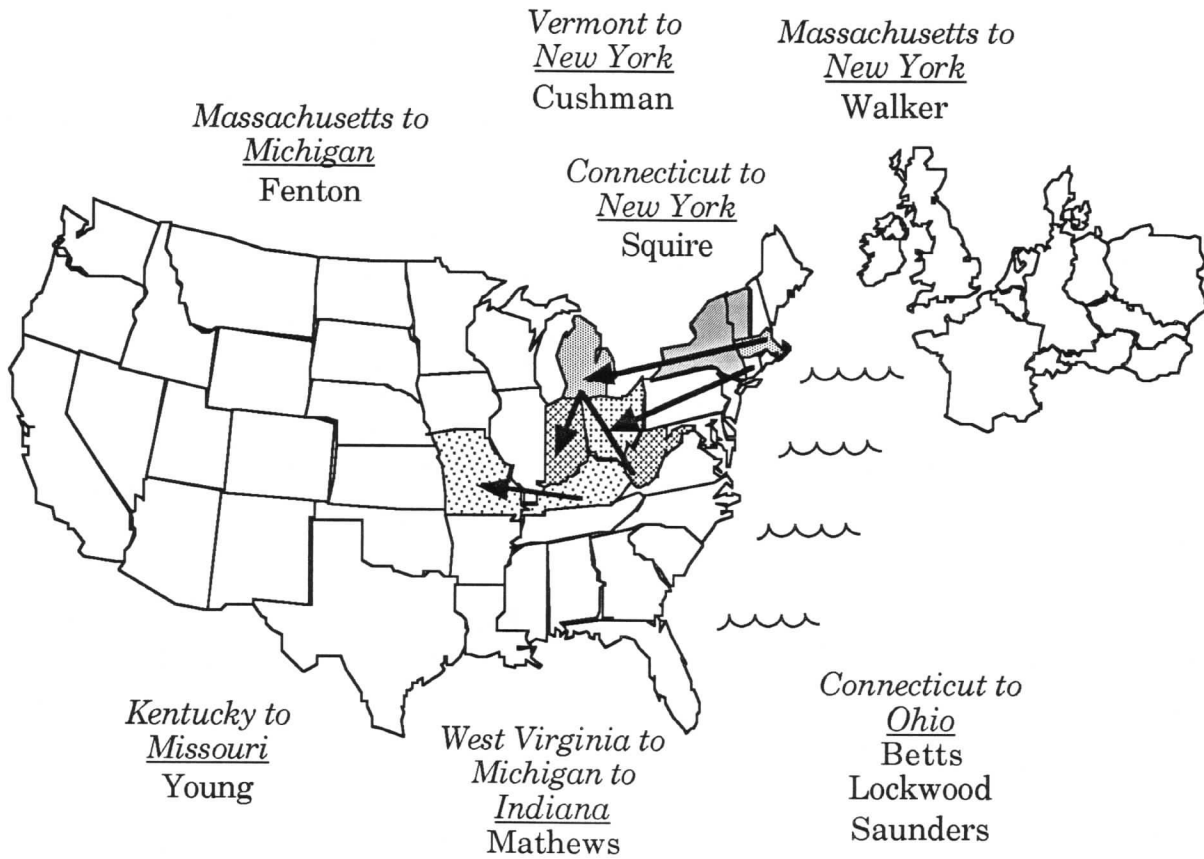 Vermont to
New York
Cushman
Massachusetts to
New York
Walker
Massachusetts to
Michigan
Fenton
Connecticut to
New York
Squire
Kentucky to
Missouri
Young
West Virginia to
Michigan to
Indiana
Mathews
Connecticut to
Ohio
Betts
Lockwood
Saunders